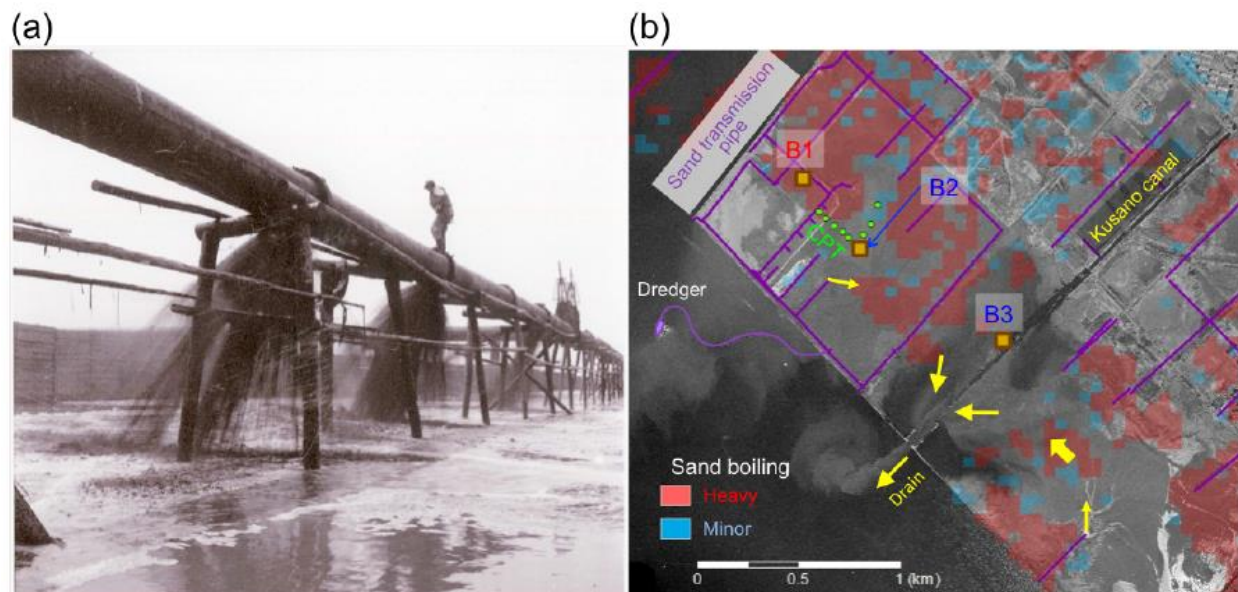 (a)
(b)
Sand transmission
pipe
B1
B2
CPT
Kusano canal
Dredger
B3
Sand boiling
Heavy
Minor
Drain
0
0.5
1 (km)